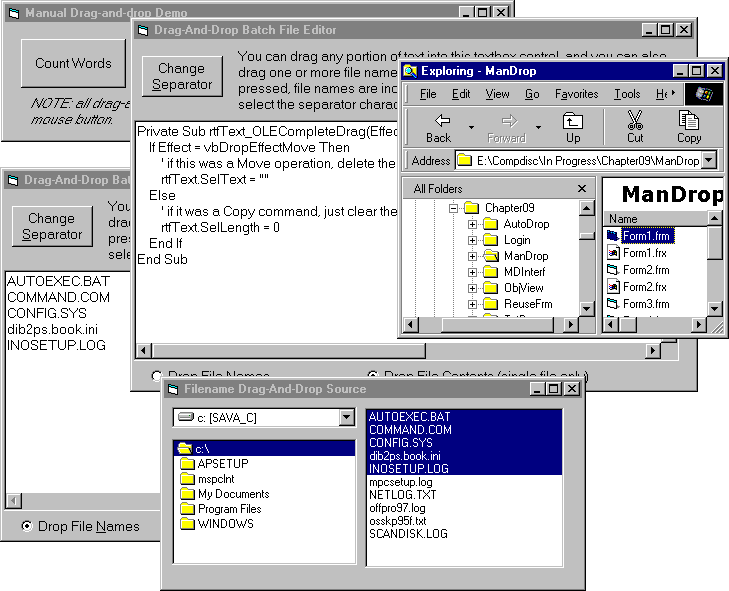 Manual Drag-and-drop Demo
Count Words
NOTE: all drag-a
mouse button.
Drag-And-Drop Batch File Editor
Change
Separator
You can drag any portion of text into this textbox control, and you can also
drag one or more file name
pressed, file names are inc
select the separator charac
Private Sub rtfText_OLECompleteDrag(Effec
If Effect = vbDropEffectMove Then
' if this was a Move operation, delete the
rtfText.SelText = ""
Else
' if it was a Copy command, just clear the
rtfText.SelLength = 0
End If
End Sub
Drop File Names
Drop File Contents (single file only)
Exploring - ManDrop
File Edit View Go Favorites Tools He
Back Forward Up Cut Copy
Address E:\Compdisc\In Progress\Chapter09\ManDrop
All Folders
Chapter09
AutoDrop
Login
ManDrop
MDInterf
ObjView
ReuseFrm
ManDrop
Name
Form1.frm
Form1.frx
Form2.frm
Form2.frx
Form3.frm
Drag-And-Drop Bat
Change
Separator
You
drag
pres
sele
AUTOEXEC.BAT
COMMAND.COM
CONFIG.SYS
dib2ps.book.ini
INOSETUP.LOG
Drop File Names
Filename Drag-And-Drop Source
c: [SAVA_C]
c:\
APSETUP
mspclnt
My Documents
Program Files
WINDOWS
AUTOEXEC.BAT
COMMAND.COM
CONFIG.SYS
dib2ps.book.ini
INOSETUP.LOG
mpcsetup.log
NETLOG.TXT
offpro97.log
osskp95f.txt
SCANDISK.LOG